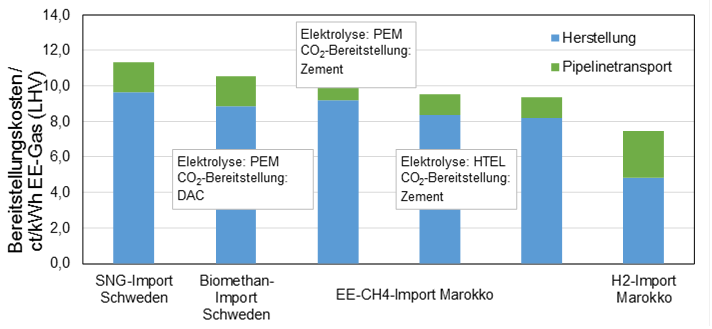 Bereitstellungskosten /
ct/kWh EE-Gas (LHV)
14,0
12,0
10,0
8,0
6,0
4,0
2,0
0,0
Elektrolyse: PEM
CO₂-Bereitstellung:
Zement
Herstellung
Pipelinetransport
Elektrolyse: PEM
CO₂-Bereitstellung:
DAC
Elektrolyse: HTEL
CO₂-Bereitstellung:
Zement
SNG-Import
Schweden
Biomethan-
Import
Schweden
EE-CH4-Import Marokko
H2-Import
Marokko